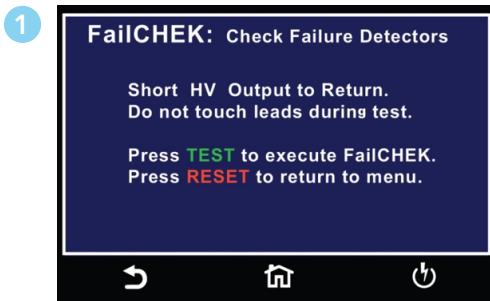 1
FailCHEK: Check Failure Detectors
Short HV Output to Return.
Do not touch leads during test.
Press TEST to execute FailCHEK.
Press RESET to return to menu.